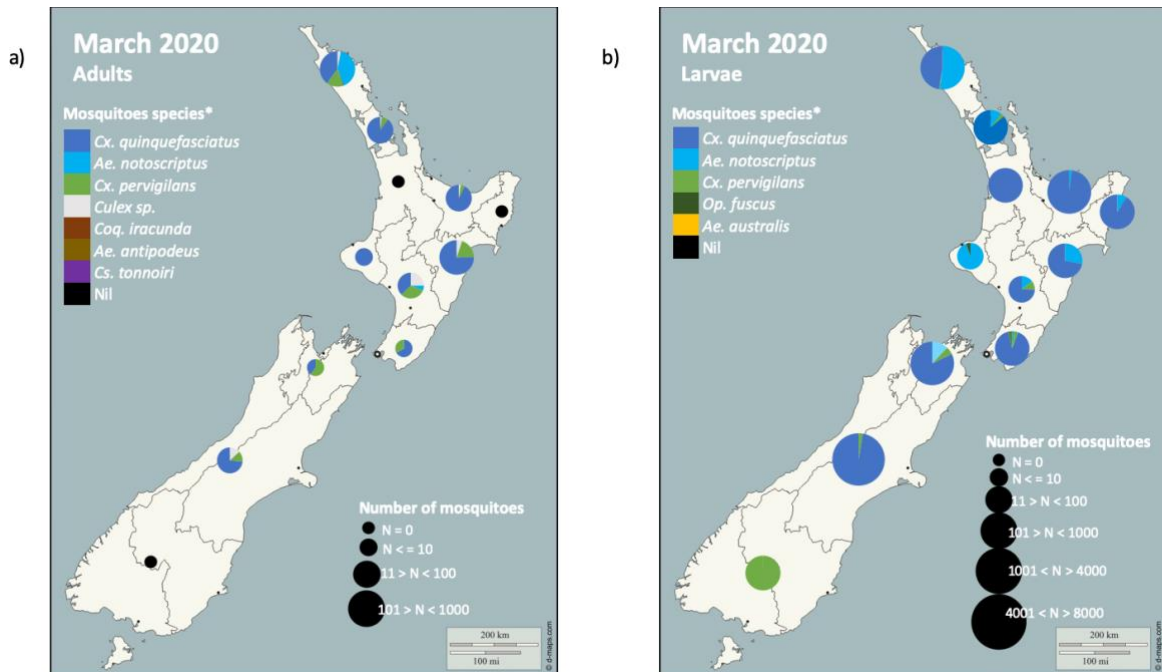 a)
March 2020
Adults
Mosquitoes species*
Cx. quinquefasciatus
Ae. notoscriptus
Cx. pervigilans
Culex sp.
Coq. iracunda
Ae. antipodeus
Cs. tonnoiri
Nil
Number of mosquitoes
N = 0
N <= 10
11 > N < 100
101 > N < 1000
200 km
100 mi
© d-maps.com
b)
March 2020
Larvae
Mosquitoes species*
Cx. quinquefasciatus
Ae. notoscriptus
Cx. pervigilans
Op. fuscus
Ae. australis
Nil
Number of mosquitoes
N = 0
N <= 10
11 > N < 100
101 > N < 1000
1001 < N > 4000
4001 < N > 8000
200 km
100 mi
© d-maps.com